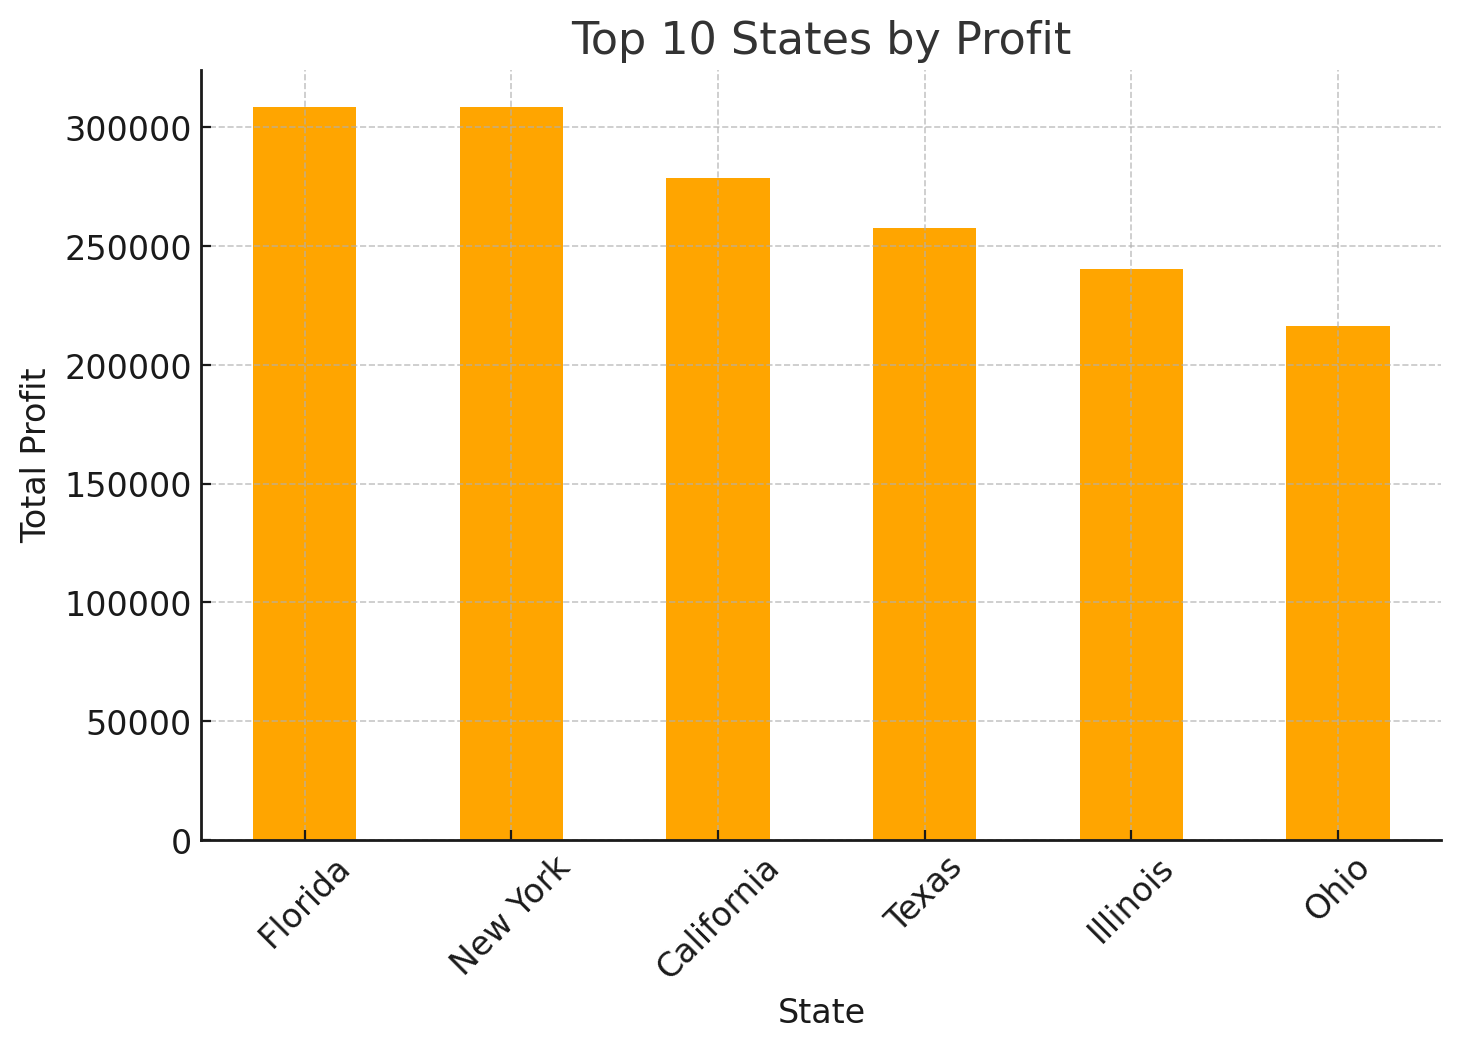 Top 10 States by Profit
Total Profit
300000
250000
200000
150000
100000
50000
0
Florida
New York
California
Texas
Illinois
Ohio
State